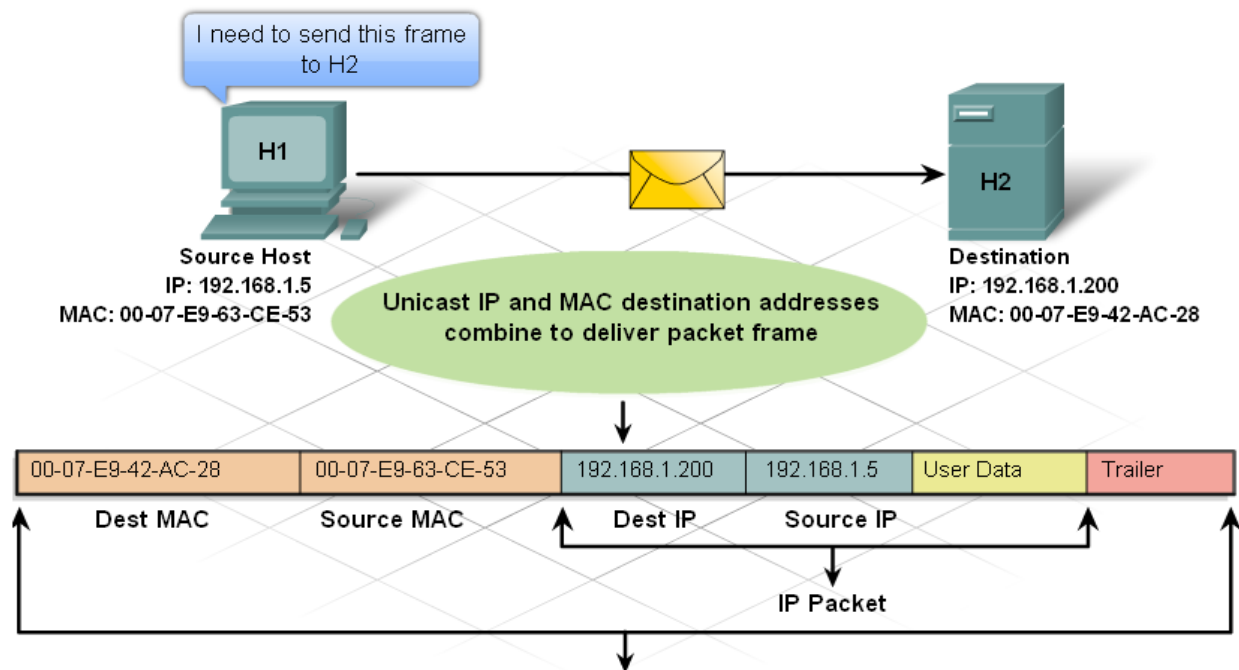 I need to send this frame
to H2
H1
H2
Source Host
IP: 192.168.1.5
MAC: 00-07-E9-63-CE-53
Destination
IP: 192.168.1.200
MAC: 00-07-E9-42-AC-28
Unicast IP and MAC destination addresses
combine to deliver packet frame
00-07-E9-42-AC-28 00-07-E9-63-CE-53 192.168.1.200 192.168.1.5 User Data Trailer
Dest MAC Source MAC Dest IP Source IP
IP Packet